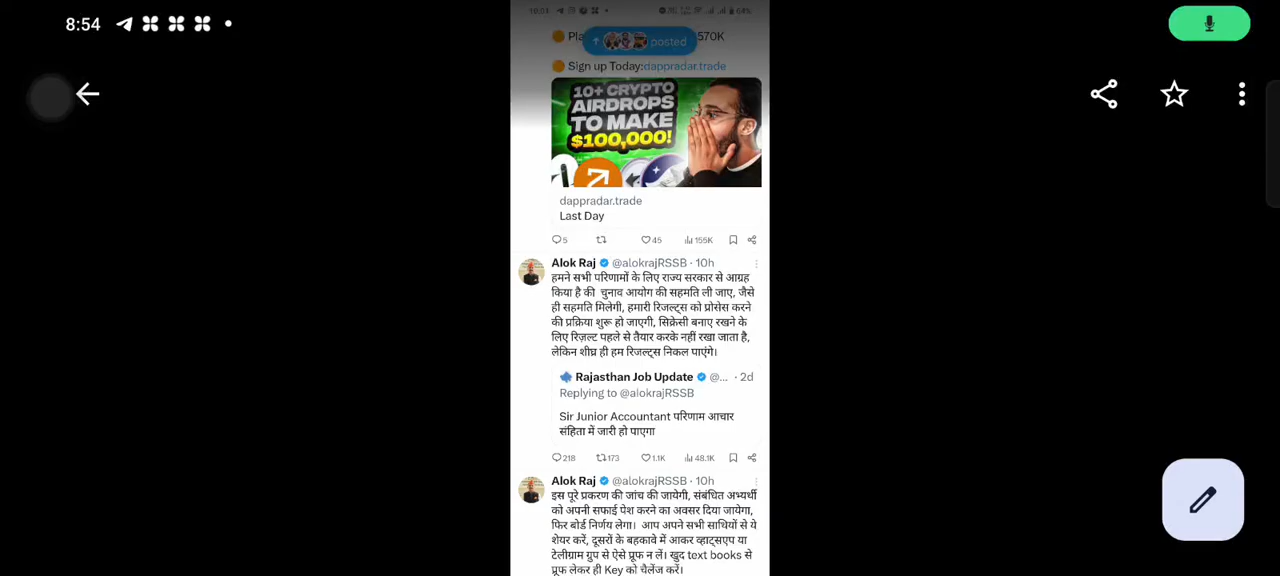 8:54
10:04
64%
Pla
posted
570K
Sign up Today:dappradar.trade
10+ CRYPTO
AIRDROPS
TO MAKE
$100,000!
dappradar.trade
Last Day
5
45
155K
Alok Raj @alokrajRSSB · 10h
हमने सभी परिणामों के लिए राज्य सरकार से आग्रह
किया है की चुनाव आयोग की सहमति ली जाए, जैसे
ही सहमति मिलेगी, हमारी रिजल्ट्स को प्रोसेस करने
की प्रक्रिया शुरू हो जाएगी, सिक्रेसी बनाए रखने के
लिए रिज़ल्ट पहले से तैयार करके नहीं रखा जाता है,
लेकिन शीघ्र ही हम रिजल्ट्स निकल पाएंगे।
Rajasthan Job Update @... · 2d
Replying to @alokrajRSSB
Sir Junior Accountant परिणाम आचार
संहिता में जारी हो पाएगा
218
173
1.1K
48.1K
Alok Raj @alokrajRSSB · 10h
इस पूरे प्रकरण की जांच की जायेगी, संबंधित अभ्यर्थी
को अपनी सफाई पेश करने का अवसर दिया जायेगा,
फिर बोर्ड निर्णय लेगा। आप अपने सभी साथियों से ये
शेयर करें, दूसरों के बहकावे में आकर व्हाट्सएप या
टेलीग्राम ग्रुप से ऐसे प्रूफ न लें। खुद text books से
प्रूफ लेकर ही Key को चैलेंज करें।